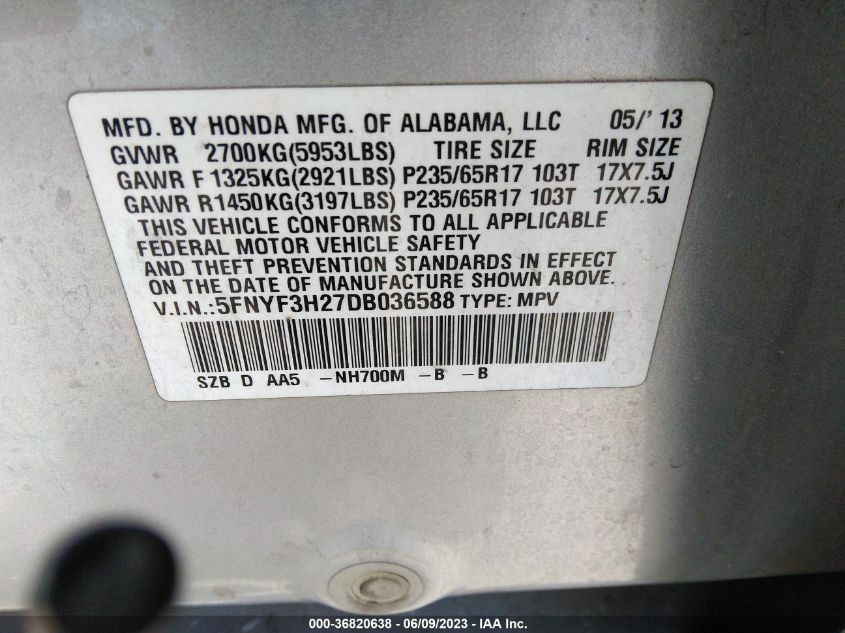 MFD. BY HONDA MFG. OF ALABAMA, LLC 05/' 13
GVWR 2700KG(5953LBS) TIRE SIZE RIM SIZE
GAWR F 1325KG(2921LBS) P235/65R17 103T 17X7.5J
GAWR R1450KG(3197LBS) P235/65R17 103T 17X7.5J
THIS VEHICLE CONFORMS TO ALL APPLICABLE
FEDERAL MOTOR VEHICLE SAFETY
AND THEFT PREVENTION STANDARDS IN EFFECT
ON THE DATE OF MANUFACTURE SHOWN ABOVE.
V.I.N.:5FNYF3H27DB036588 TYPE: MPV
SZB D AA5 -NH700M -B -B
000-36820638 - 06/09/2023 - IAA Inc.